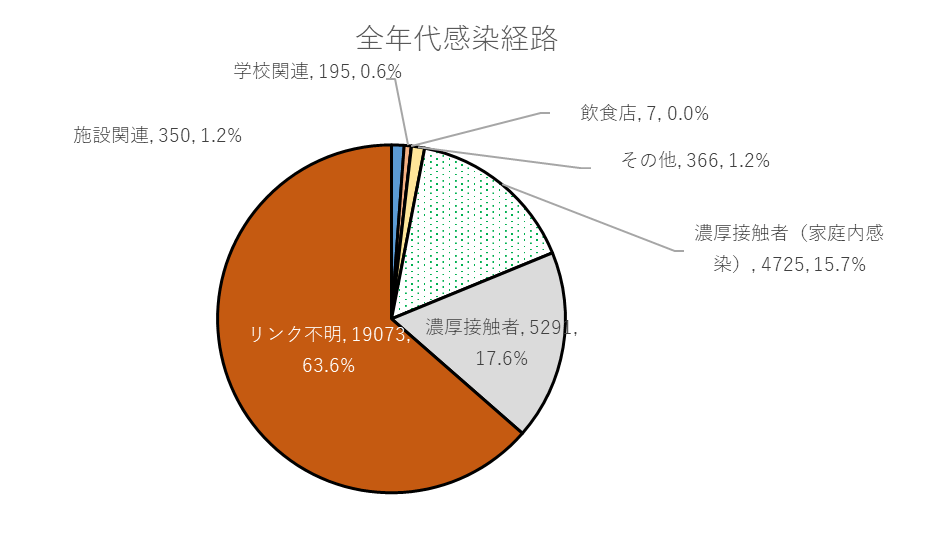 全年代感染経路
学校関連, 195, 0.6%
飲食店, 7, 0.0%
施設関連, 350, 1.2%
その他, 366, 1.2%
濃厚接触者（家庭内感
染）, 4725, 15.7%
濃厚接触者, 5291,
17.6%
リンク不明, 19073,
63.6%